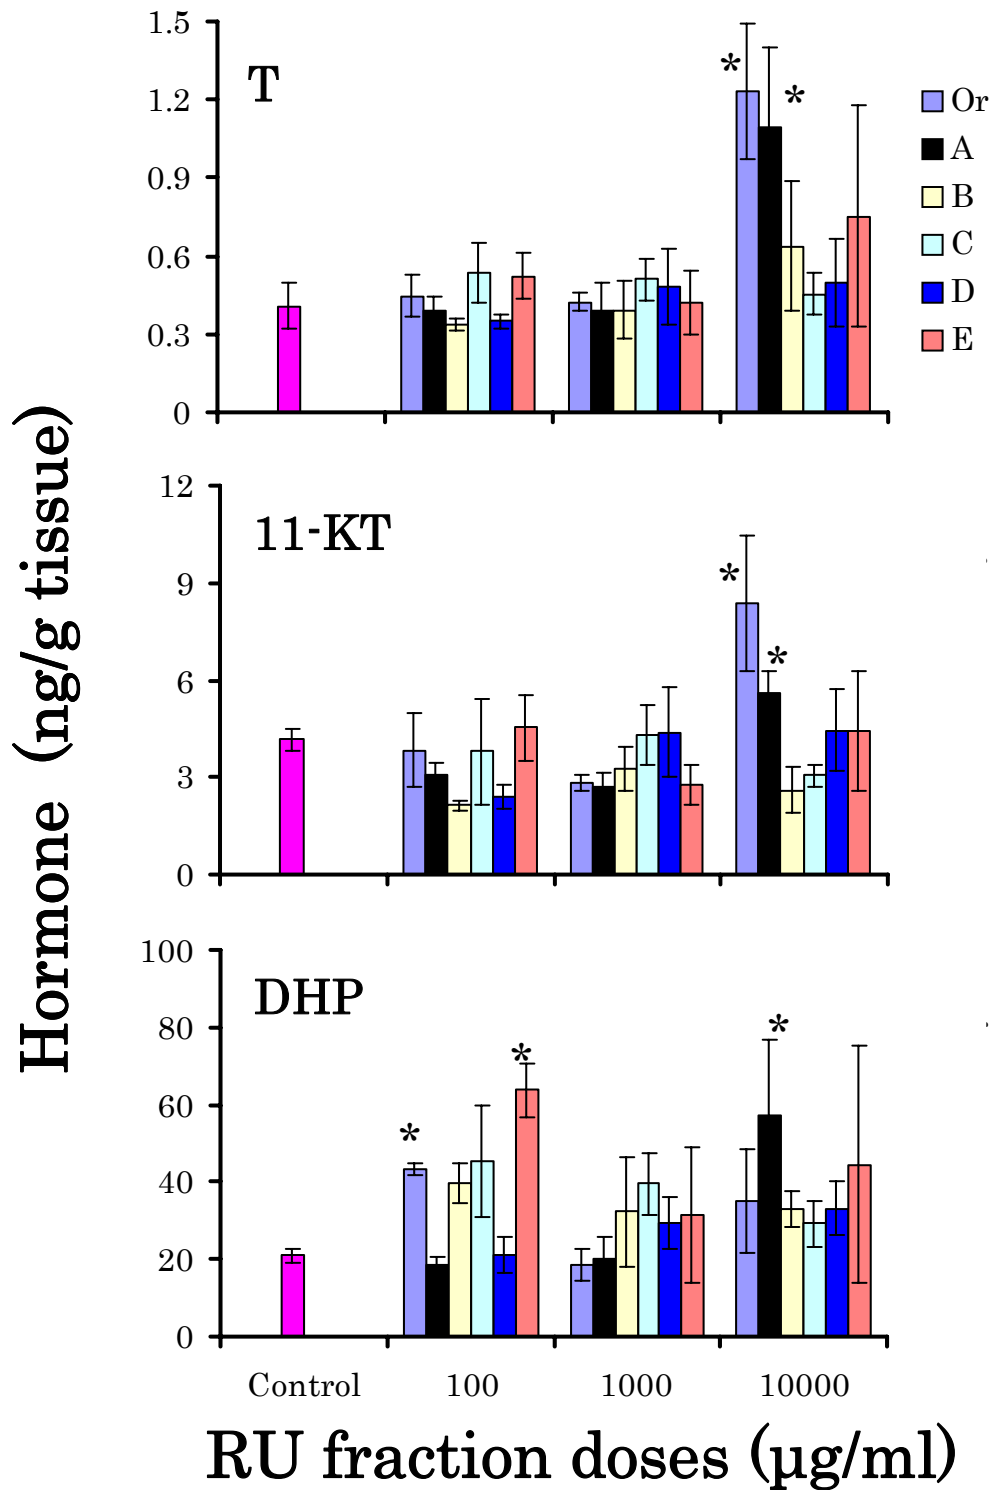 Hormone (ng/g tissue)
T
1.5
1.2
0.9
0.6
0.3
0
*
*
Or
A
B
C
D
E
11-KT
12
9
6
3
0
*
*
DHP
100
80
60
40
20
0
*
*
*
Control 100 1000 10000
RU fraction doses (µg/ml)